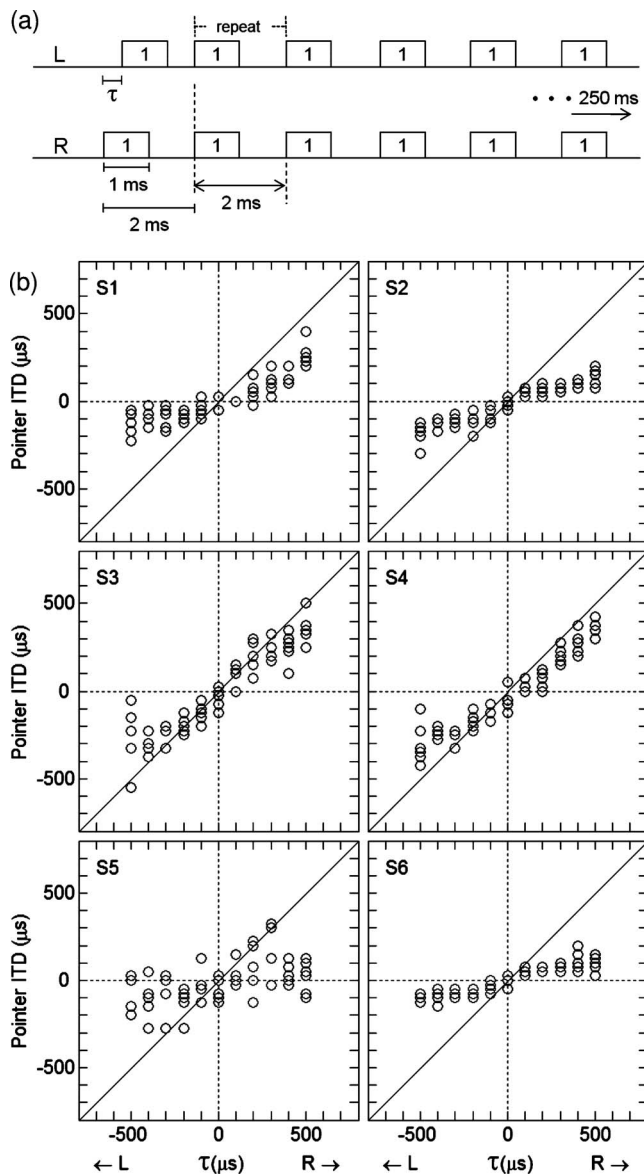 (a)
repeat
L 1 1 1 1 1 1
τ
• • • 250 ms
R 1 1 1 1 1 1
1 ms
2 ms
2 ms
(b)
S1 S2
500
0
-500
Pointer ITD (μs)
S3 S4
500
0
-500
Pointer ITD (μs)
S5 S6
500
0
-500
Pointer ITD (μs)
-500 0 500 -500 0 500
← L τ(μs) R → ← L τ(μs) R →